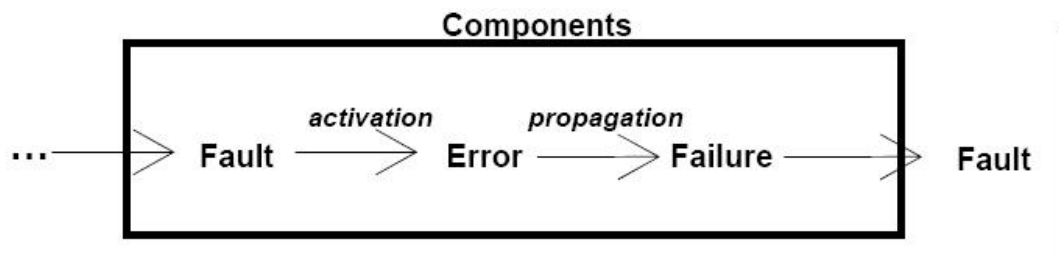 Components
activation propagation
... Fault Error Failure Fault